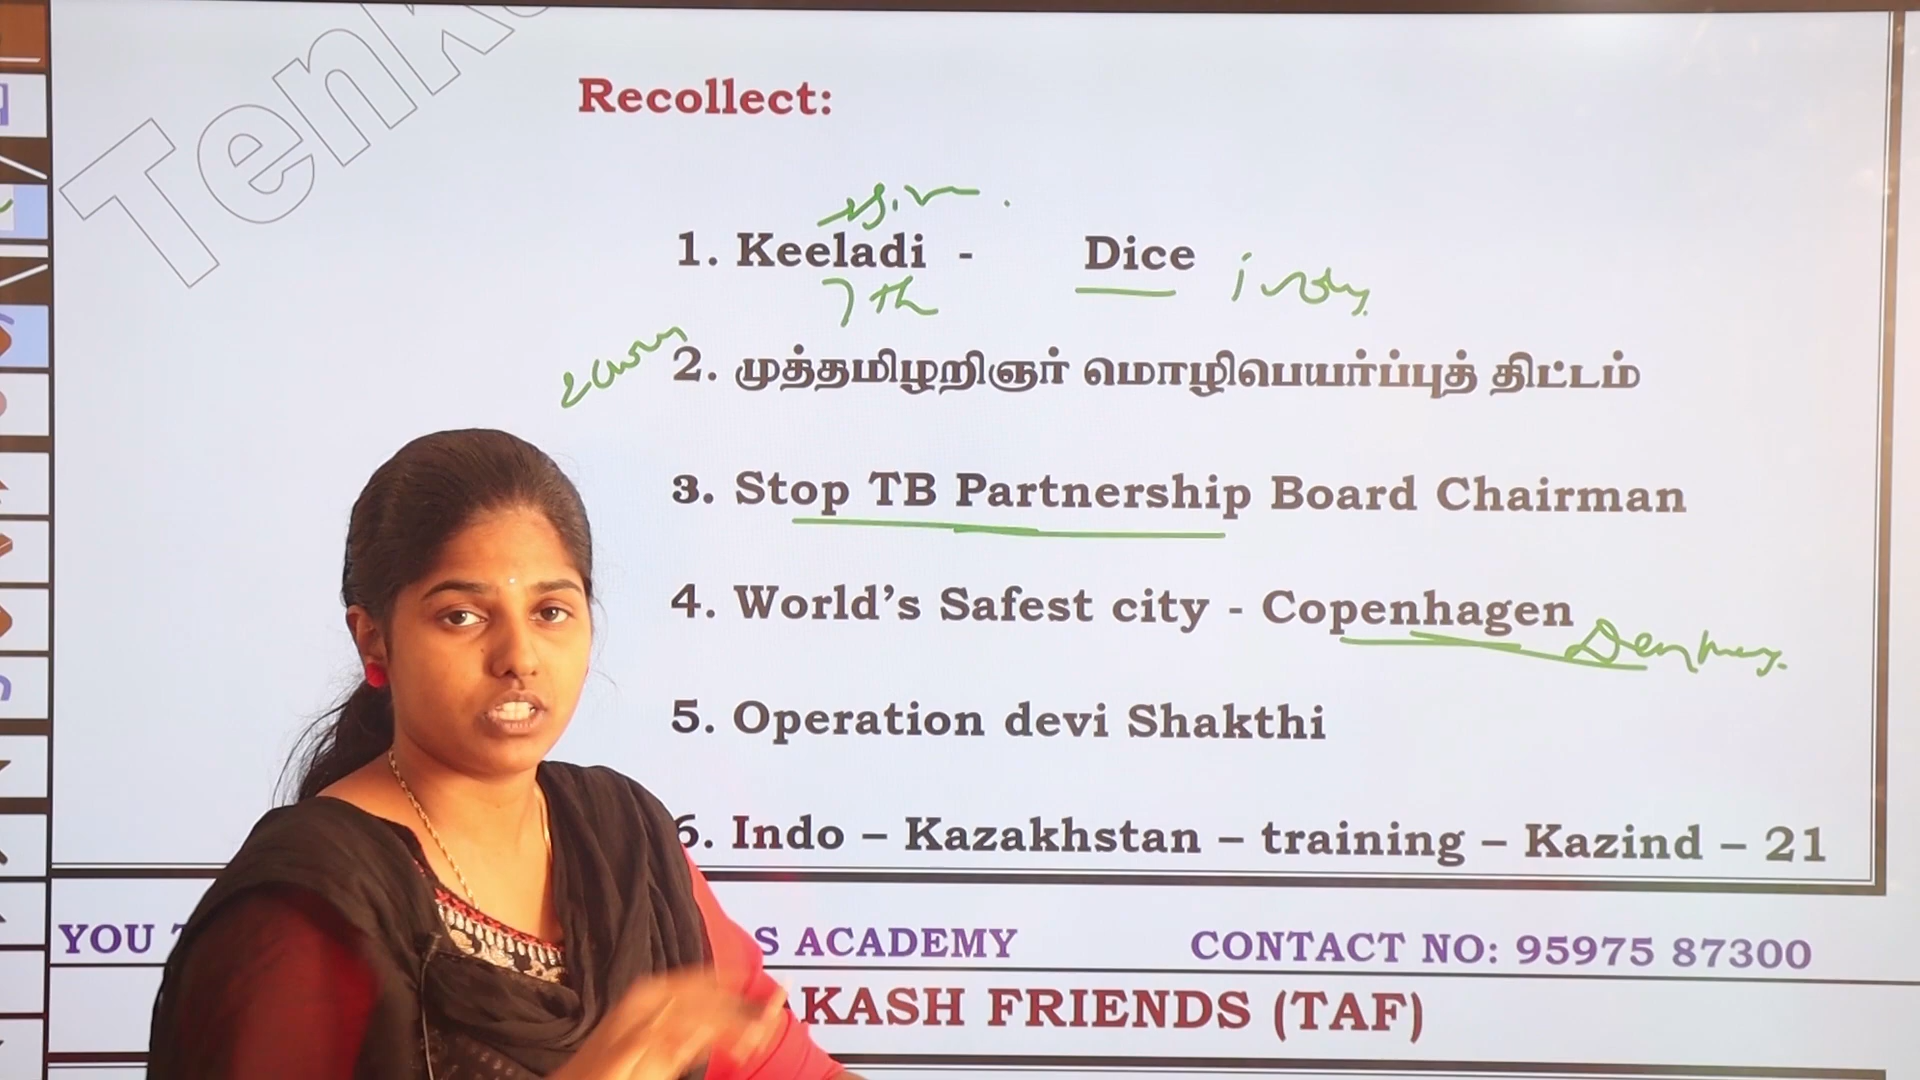 Tenk
Recollect:
1. Keeladi - Dice
7th
2. முத்தமிழறிஞர் மொழிபெயர்ப்புத் திட்டம்
3. Stop TB Partnership Board Chairman
4. World's Safest city - Copenhagen
5. Operation devi Shakthi
6. Indo – Kazakhstan – training – Kazind – 21
YOU S ACADEMY CONTACT NO: 95975 87300
KASH FRIENDS (TAF)